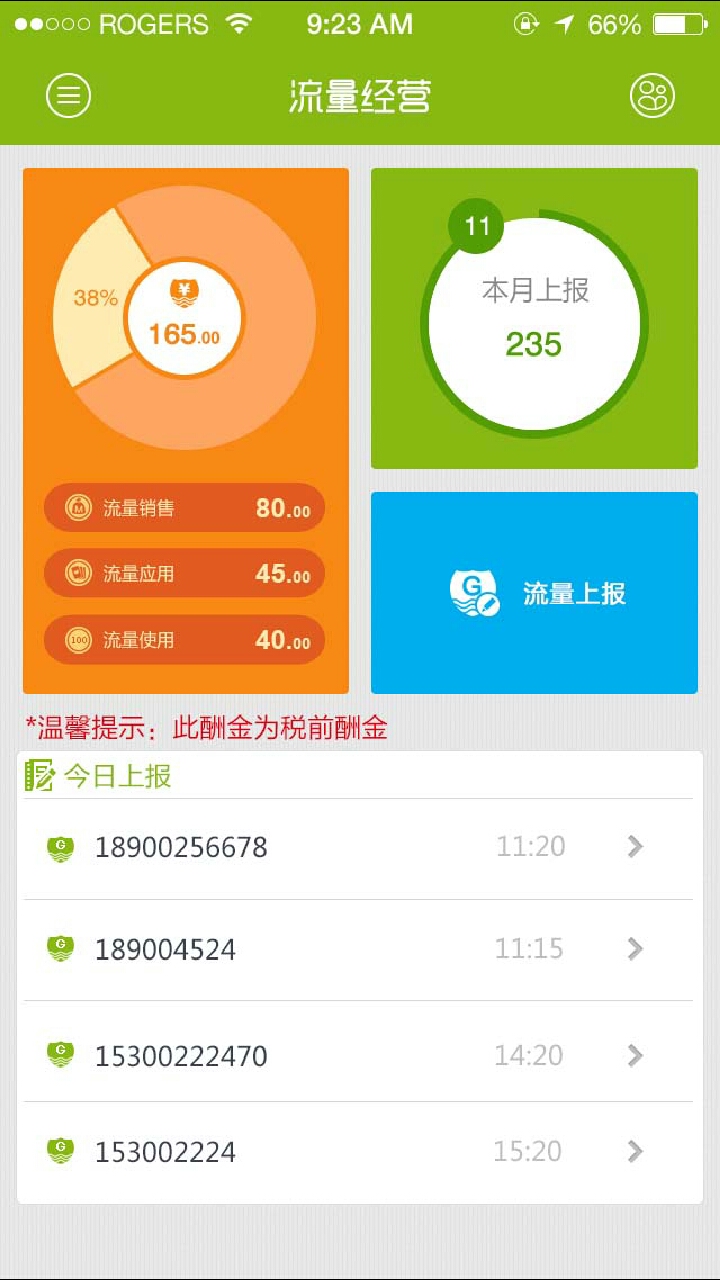 ROGERS 9:23 AM 66%
流量经营
38%
¥
165.00
流量销售 80.00
流量应用 45.00
100 流量使用 40.00
11
本月上报
235
G 流量上报
*温馨提示：此酬金为税前酬金
今日上报
G 18900256678 11:20
G 189004524 11:15
G 15300222470 14:20
G 153002224 15:20